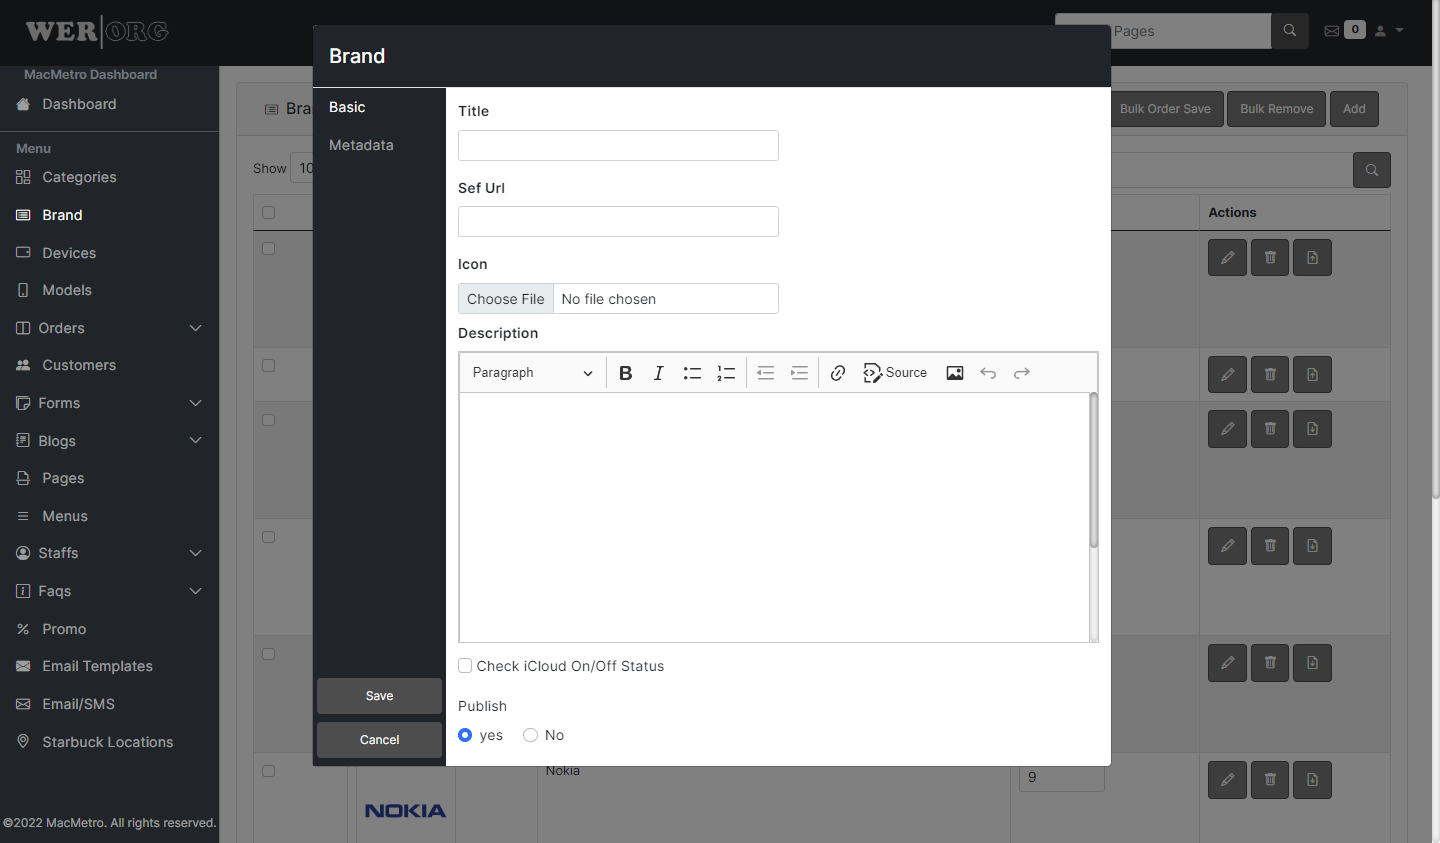 WER|ORG
Pages
0
MacMetro Dashboard
Dashboard
Menu
Categories
Brand
Devices
Models
Orders
Customers
Forms
Blogs
Pages
Menus
Staffs
Faqs
Promo
Email Templates
Email/SMS
Starbuck Locations
©2022 MacMetro. All rights reserved.
Bra
Bulk Order Save
Bulk Remove
Add
Show 10
Actions
Brand
Basic
Metadata
Save
Cancel
Title
Sef Url
Icon
Choose File No file chosen
Description
Paragraph
Source
Check iCloud On/Off Status
Publish
yes No
Nokia
9
NOKIA